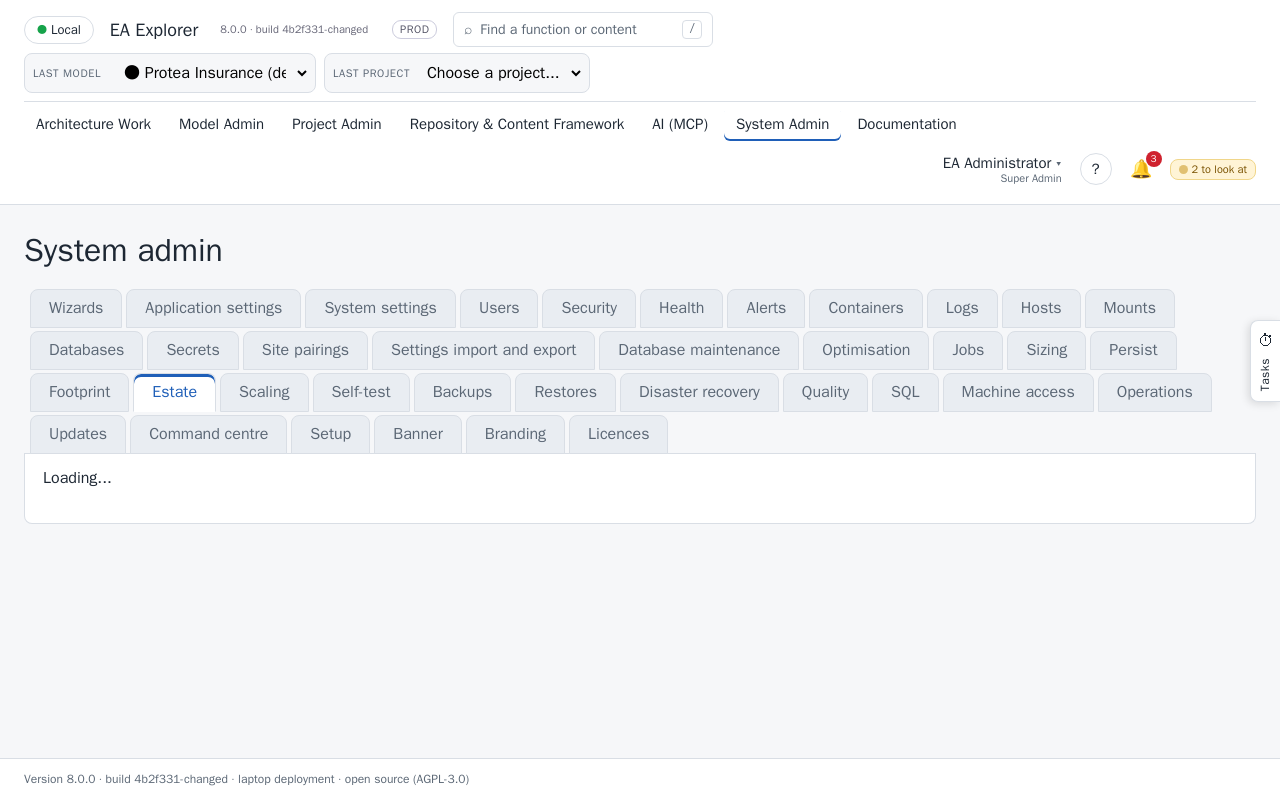 Local
EA Explorer
8.0.0 · build 4b2f331-changed
PROD
Find a function or content
/
LAST MODEL
Protea Insurance (de
LAST PROJECT
Choose a project...
Architecture Work
Model Admin
Project Admin
Repository & Content Framework
AI (MCP)
System Admin
Documentation
EA Administrator
Super Admin
?
3
2 to look at
System admin
Wizards
Application settings
System settings
Users
Security
Health
Alerts
Containers
Logs
Hosts
Mounts
Databases
Secrets
Site pairings
Settings import and export
Database maintenance
Optimisation
Jobs
Sizing
Persist
Footprint
Estate
Scaling
Self-test
Backups
Restores
Disaster recovery
Quality
SQL
Machine access
Operations
Updates
Command centre
Setup
Banner
Branding
Licences
Loading...
Tasks
Version 8.0.0 · build 4b2f331-changed · laptop deployment · open source (AGPL-3.0)